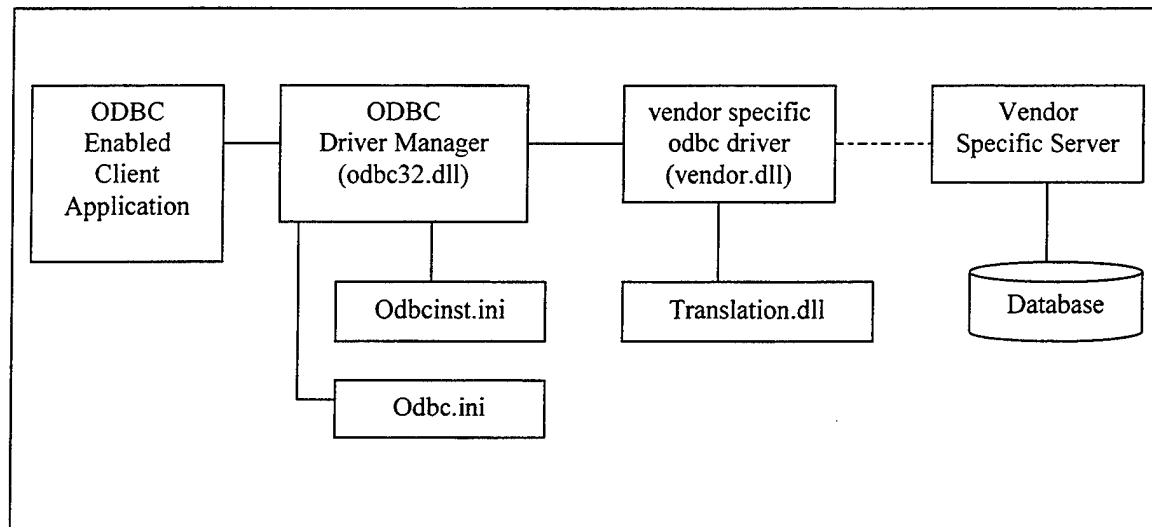 ODBC
Enabled
Client
Application
ODBC
Driver Manager
(odbc32.dll)
vendor specific
odbc driver
(vendor.dll)
Vendor
Specific Server
Odbcinst.ini
Translation.dll
Database
Odbc.ini